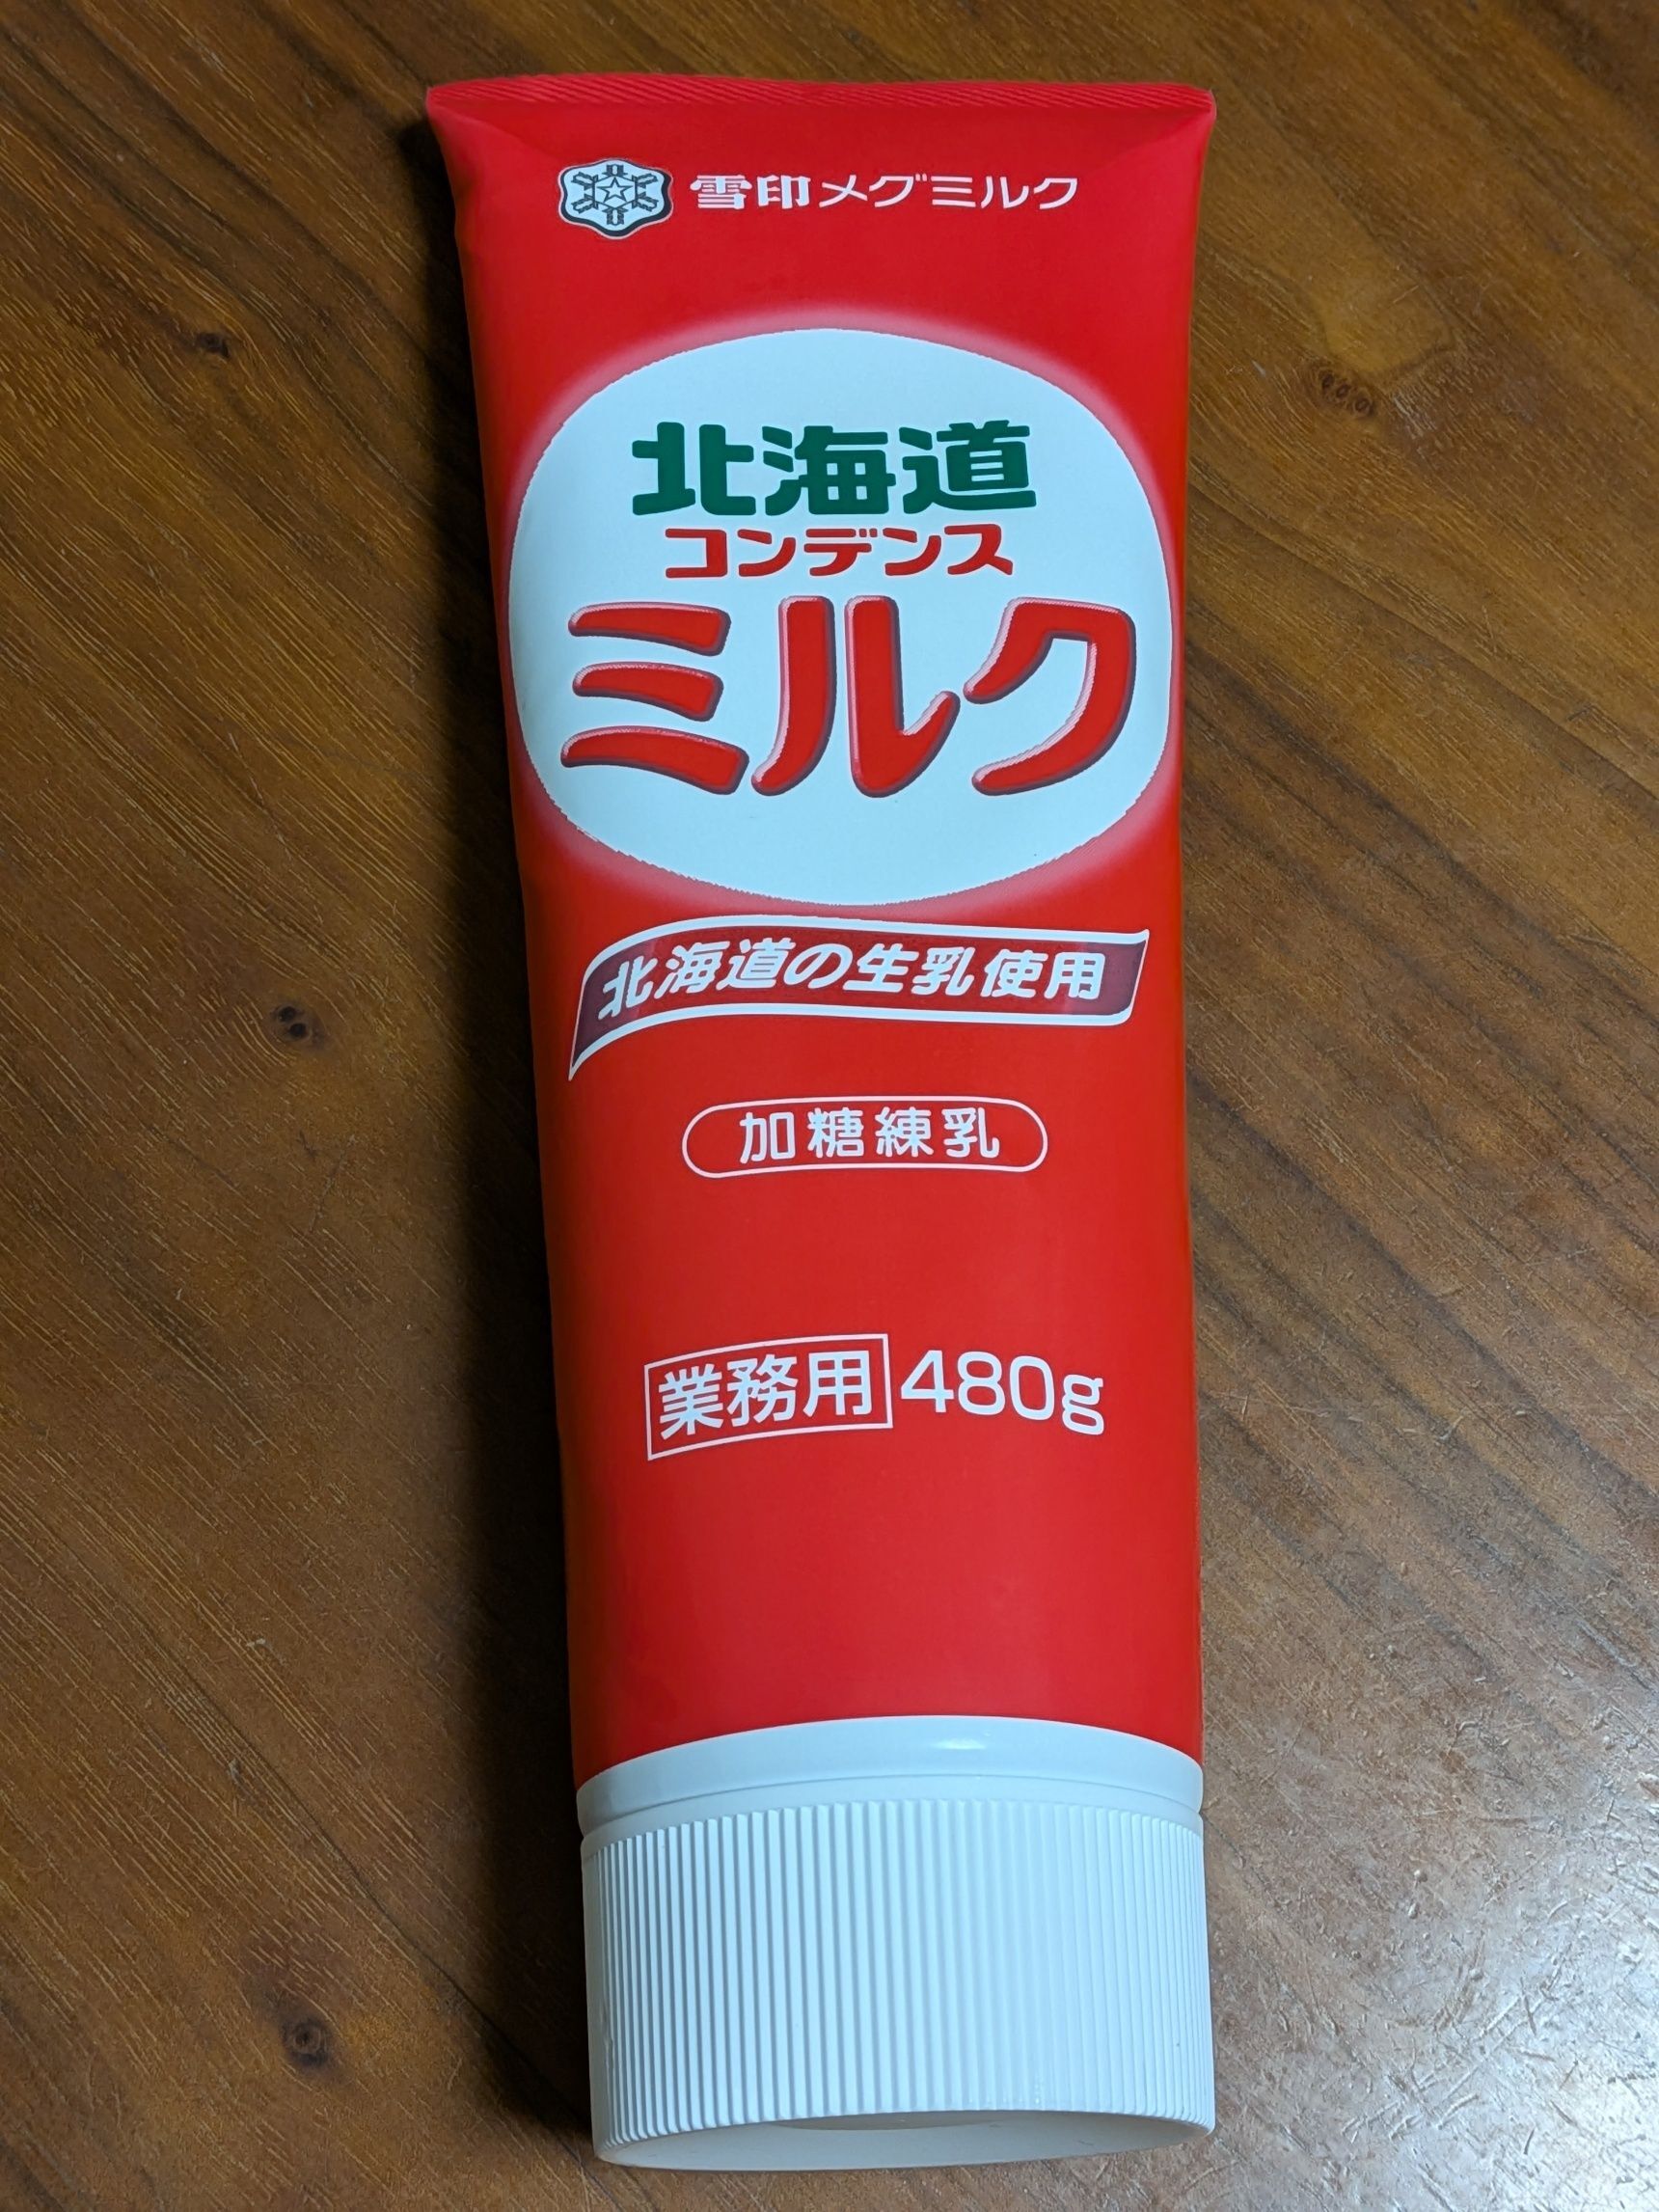 雪印メグミルク
北海道
コンデンス
ミルク
北海道の生乳使用
加糖練乳
業務用 480g